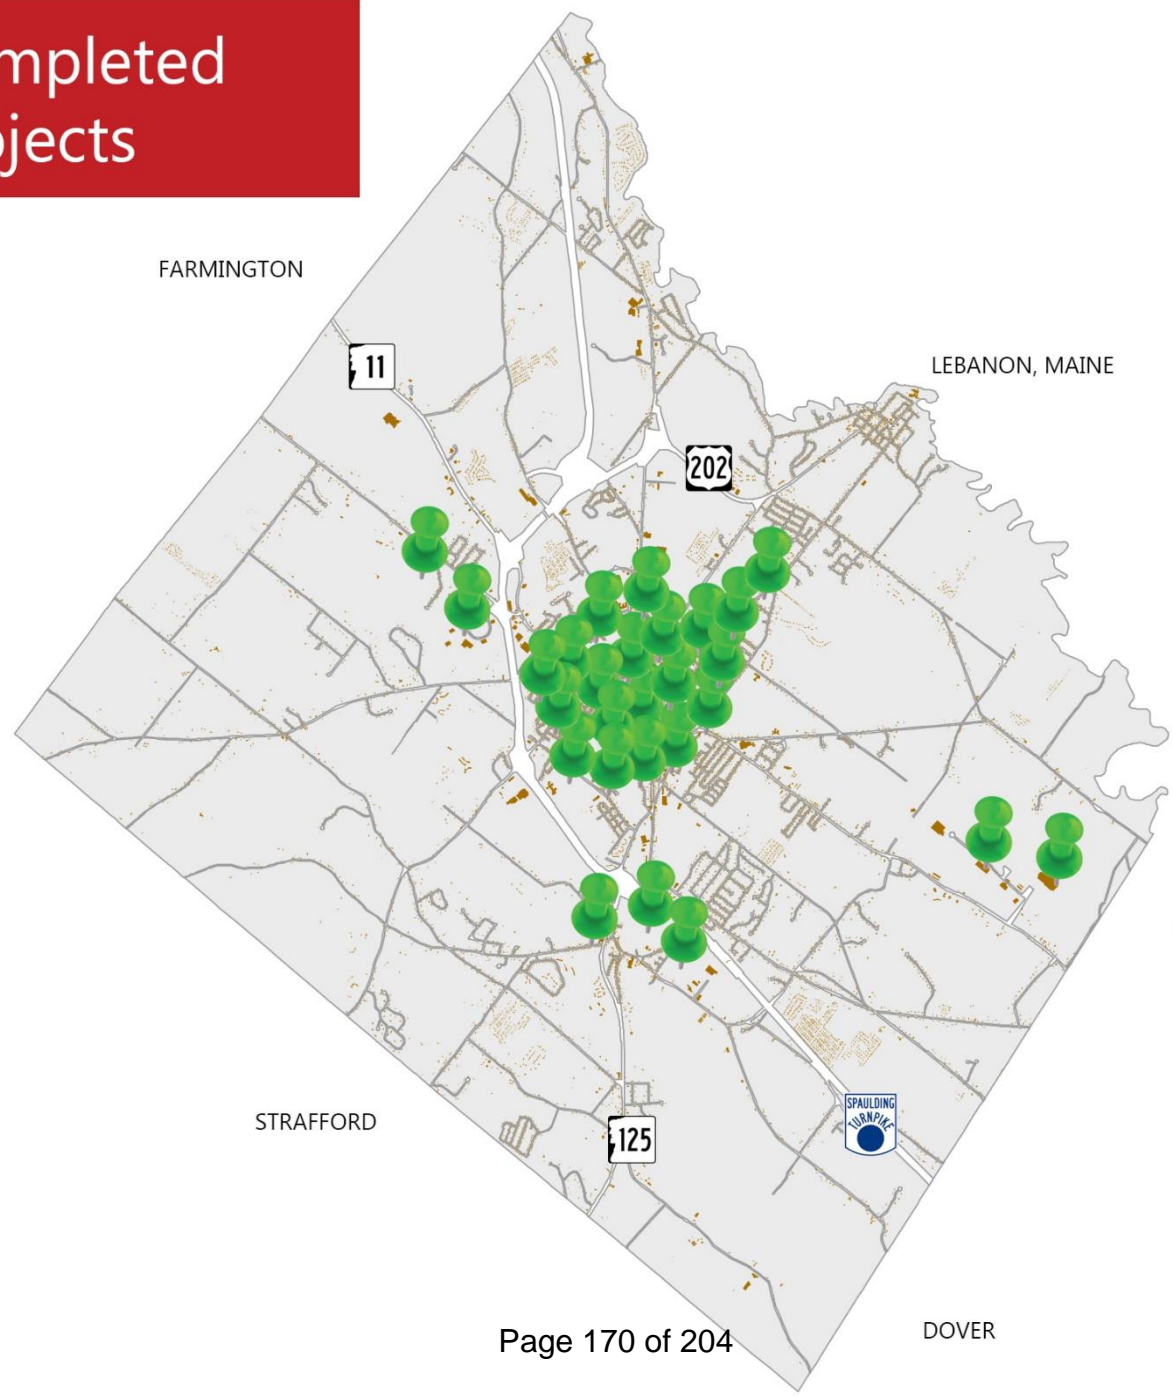 mpleted
jects
FARMINGTON
11
LEBANON, MAINE
202
STRAFFORD
SPAULDING
TURNPIKE
125
Page 170 of 204
DOVER